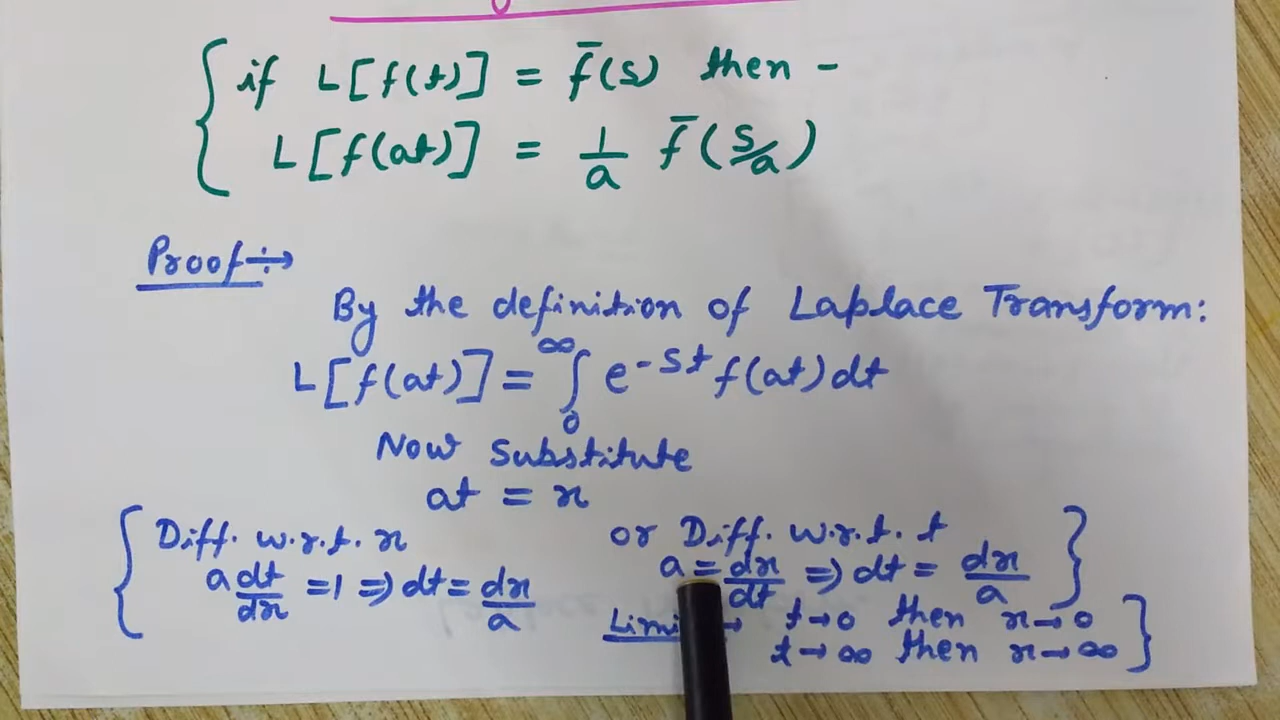 if L[f(t)] = f̄(s) then -
L[f(at)] = 1/a f̄(s/a)
Proof÷→
By the definition of Laplace Transform:
L[f(at)] = ∫₀^∞ e^-st f(at) dt
Now Substitute
at = x
Diff. w.r.t. x
a dt/dx = 1 ⇒ dt = dx/a
or Diff. w.r.t. t
a = dx/dt ⇒ dt = dx/a
t→0 then x→0
t→∞ then x→∞